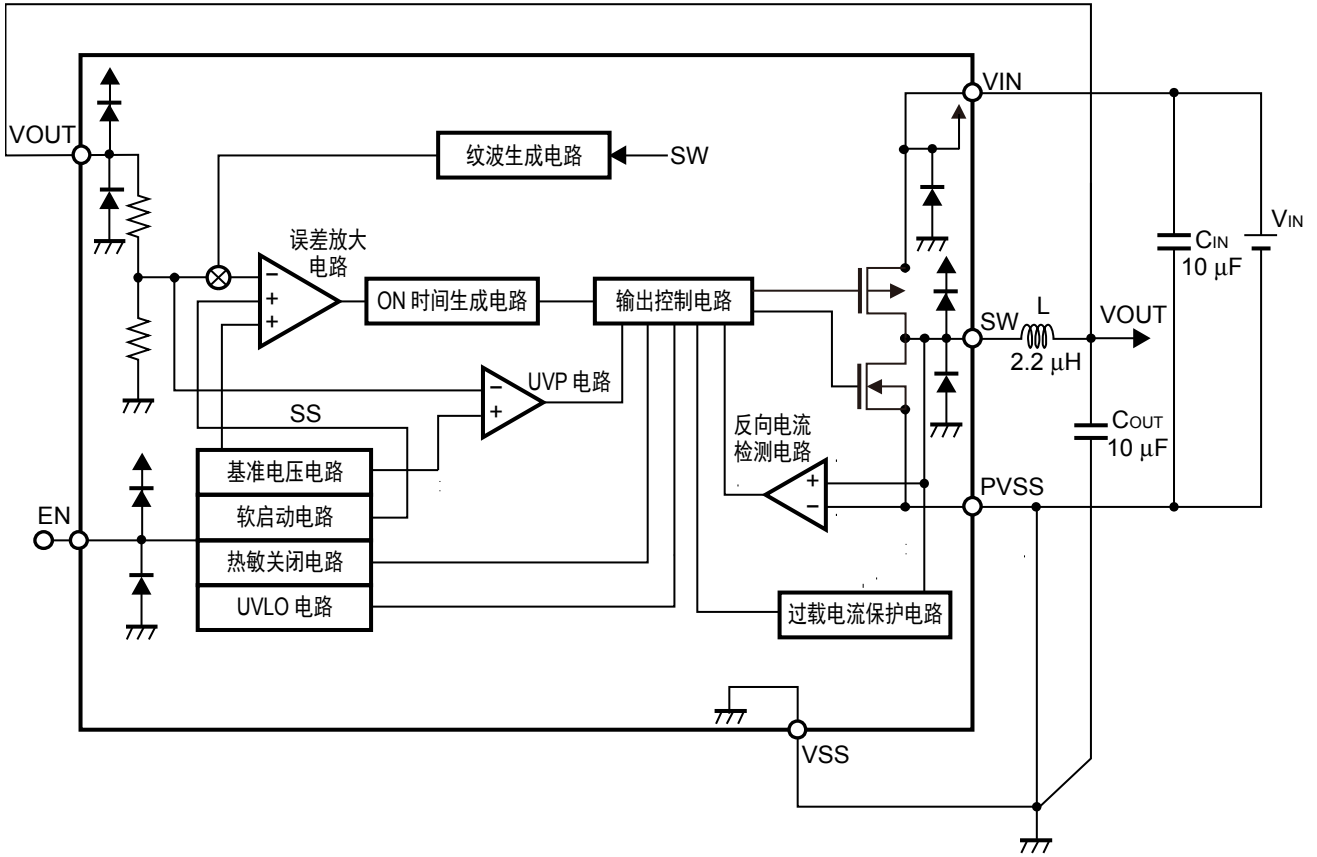 VIN
VOUT
纹波生成电路
SW
误差放大
电路
−
+
+
ON 时间生成电路
输出控制电路
VIN
CIN
10 μF
SW
L
2.2 μH
VOUT
−
+
UVP 电路
SS
反向电流
检测电路
+
−
COUT
10 μF
基准电压电路
软启动电路
热敏关闭电路
UVLO 电路
EN
PVSS
过载电流保护电路
VSS